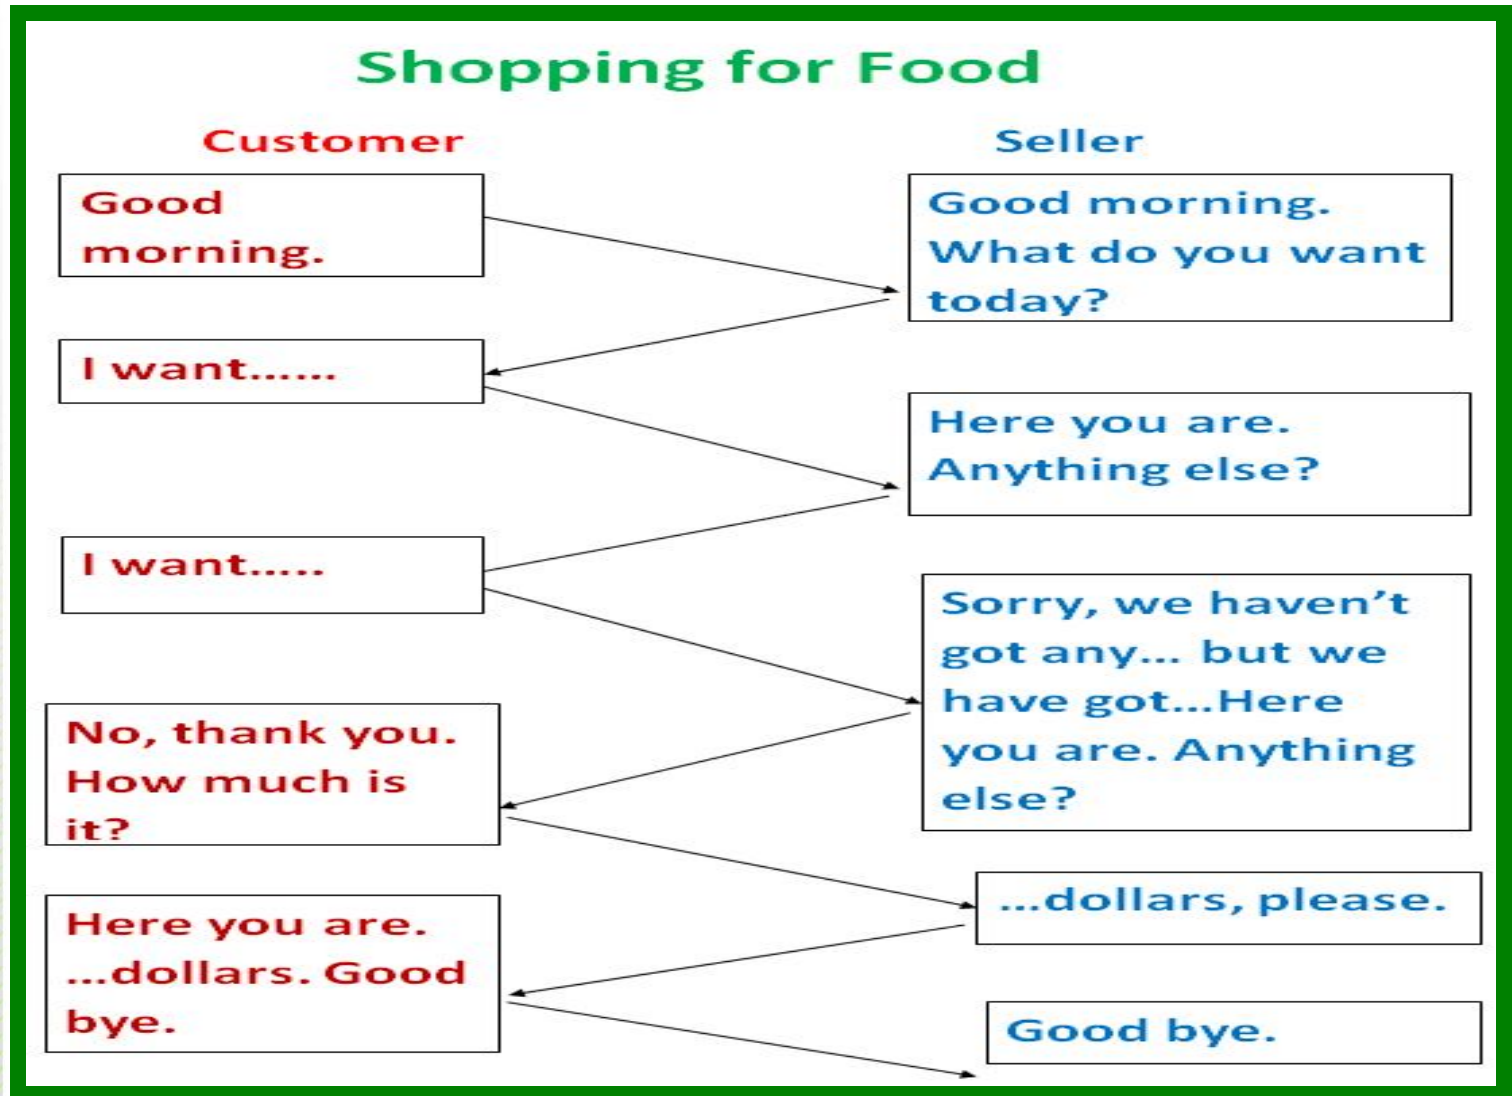 Shopping for Food
Customer
Seller
Good
morning.
Good morning.
What do you want
today?
I want......
Here you are.
Anything else?
I want.....
Sorry, we haven’t
got any... but we
have got...Here
you are. Anything
else?
No, thank you.
How much is
it?
...dollars, please.
Here you are.
...dollars. Good
bye.
Good bye.